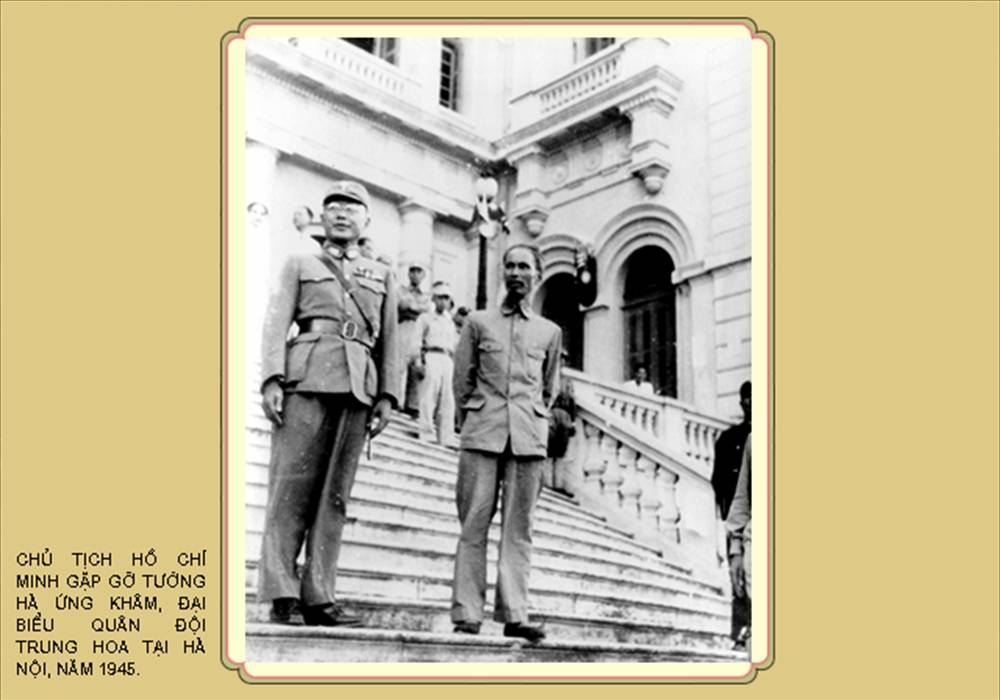 CHỦ TỊCH HỒ CHÍ
MINH GẶP GỠ TƯỚNG
HÀ ỨNG KHÂM, ĐẠI
BIỂU QUÂN ĐỘI
TRUNG HOA TẠI HÀ
NỘI, NĂM 1945.